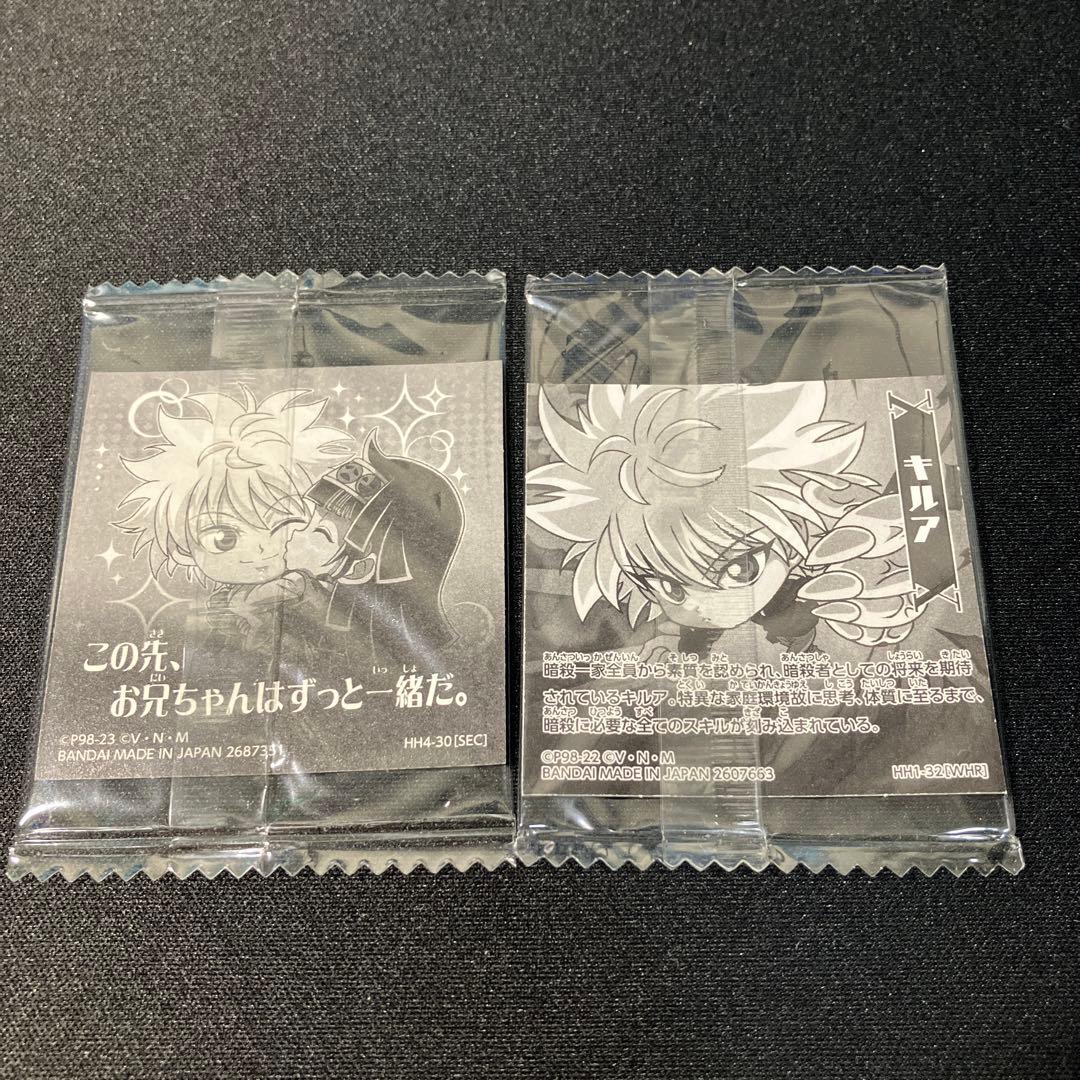 この先、
お兄ちゃんはずっと一緒だ。
©P98-23 ©V・N・M
BANDAI MADE IN JAPAN 2687351
HH4-30[SEC]
キルア
暗殺一家全員から素質を認められ、暗殺者としての将来を期待
されているキルア。特異な家庭環境故に思考、体質に至るまで、
暗殺に必要な全てのスキルが刻み込まれている。
©P98-22 ©V・N・M
BANDAI MADE IN JAPAN 2607663
HH1-32[WHR]